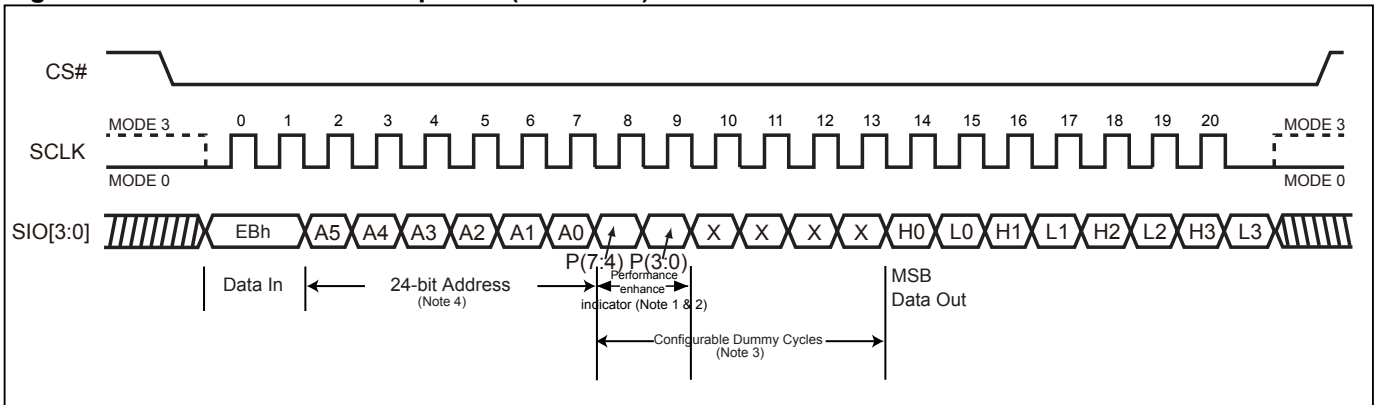 CS#
MODE 3 0 1 2 3 4 5 6 7 8 9 10 11 12 13 14 15 16 17 18 19 20 MODE 3
SCLK
MODE 0 MODE 0
SIO[3:0] EBh A5 A4 A3 A2 A1 A0 X X X X H0 L0 H1 L1 H2 L2 H3 L3
P(7:4) P(3:0)
Data In 24-bit Address (Note 4)
Performance enhance indicator (Note 1 & 2)
MSB
Data Out
Configurable Dummy Cycles
(Note 3)